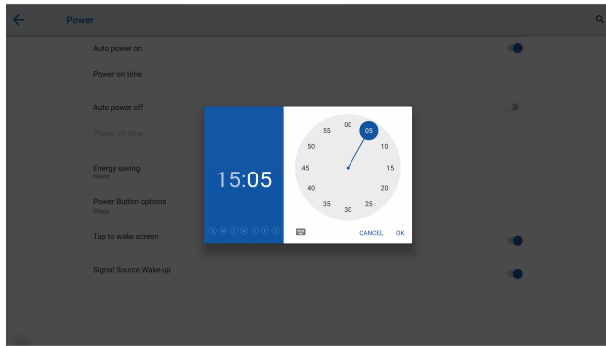 Power
Auto power on
Power on time
Auto power off
Power off time
Energy saving
Never
Power Button options
Sleep
Tap to wake screen
Signal Source Wake-up
15:05
S M T W T F S
00
05
10
15
20
25
30
35
40
45
50
55
CANCEL OK